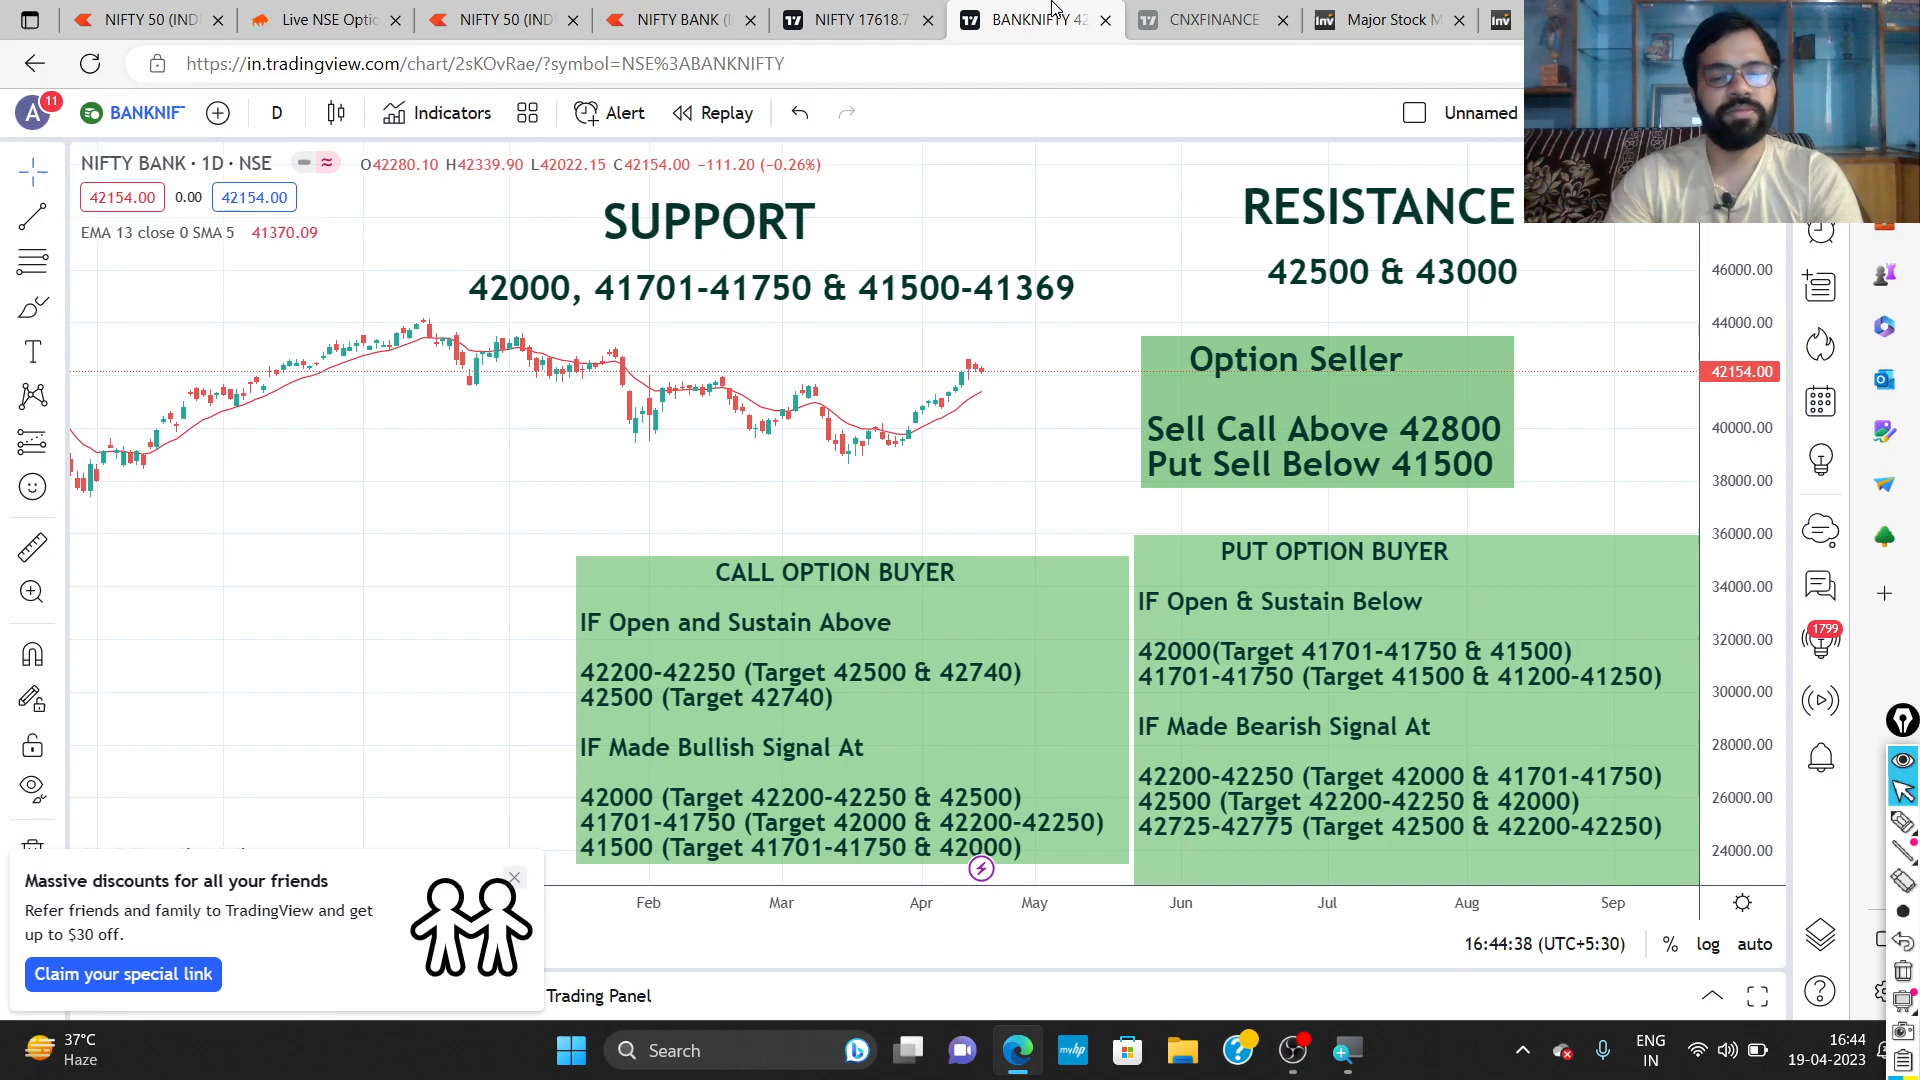 NIFTY 50 (INDI
Live NSE Optio
NIFTY 50 (INDI
NIFTY BANK (I
NIFTY 17618.7
BANKNIFTY 42
CNXFINANCE
Major Stock M
https://in.tradingview.com/chart/2sKOvRae/?symbol=NSE%3ABANKNIFTY
A 11 BANKNIF D Indicators Alert Replay Unnamed
NIFTY BANK · 1D · NSE O42280.10 H42339.90 L42022.15 C42154.00 −111.20 (−0.26%)
42154.00 0.00 42154.00
EMA 13 close 0 SMA 5 41370.09
SUPPORT
42000, 41701-41750 & 41500-41369
RESISTANCE
42500 & 43000
Option Seller
Sell Call Above 42800
Put Sell Below 41500
CALL OPTION BUYER
IF Open and Sustain Above
42200-42250 (Target 42500 & 42740)
42500 (Target 42740)
IF Made Bullish Signal At
42000 (Target 42200-42250 & 42500)
41701-41750 (Target 42000 & 42200-42250)
41500 (Target 41701-41750 & 42000)
PUT OPTION BUYER
IF Open & Sustain Below
42000(Target 41701-41750 & 41500)
41701-41750 (Target 41500 & 41200-41250)
IF Made Bearish Signal At
42200-42250 (Target 42000 & 41701-41750)
42500 (Target 42200-42250 & 42000)
42725-42775 (Target 42500 & 42200-42250)
46000.00
44000.00
42154.00
40000.00
38000.00
36000.00
34000.00
32000.00
30000.00
28000.00
26000.00
24000.00
1799
Feb Mar Apr May Jun Jul Aug Sep
16:44:38 (UTC+5:30) % log auto
Massive discounts for all your friends
Refer friends and family to TradingView and get
up to $30 off.
Claim your special link
Trading Panel
37°C
Haze
Search
myhp
ENG
IN
16:44
19-04-2023